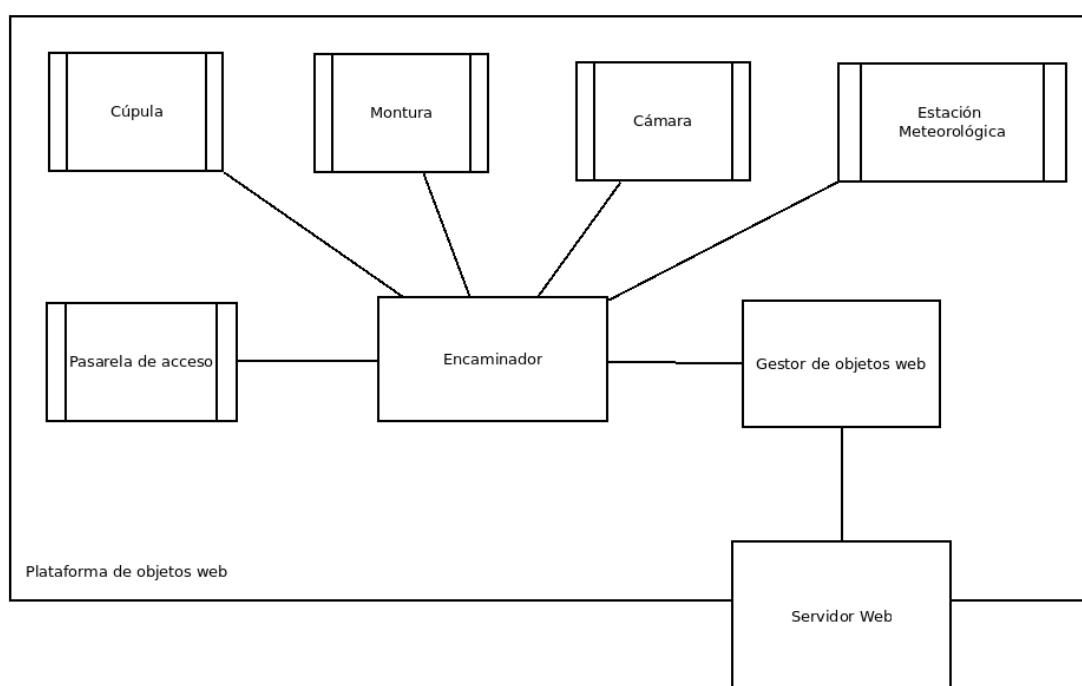 Cúpula
Montura
Cámara
Estación
Meteorológica
Pasarela de acceso
Encaminador
Gestor de objetos web
Plataforma de objetos web
Servidor Web